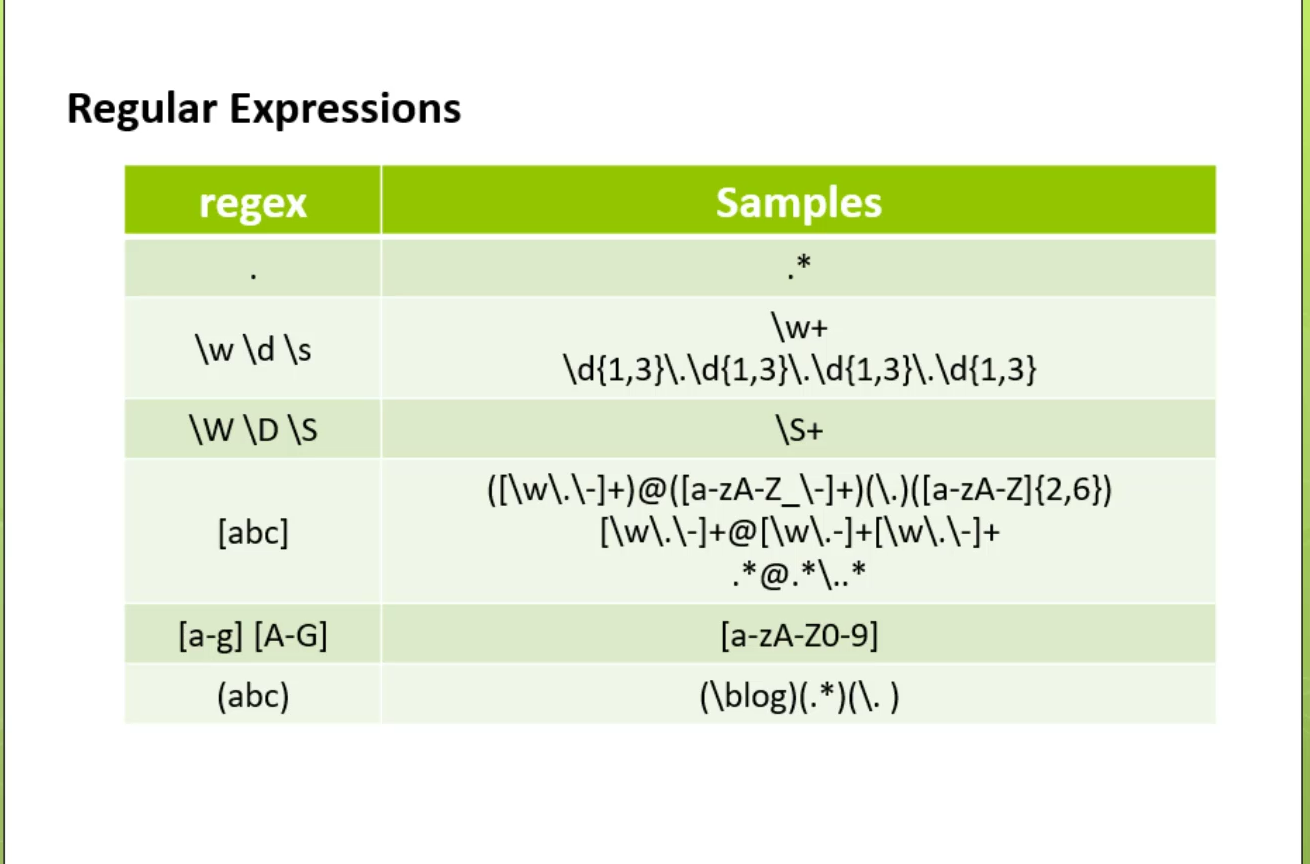 Regular Expressions
regex Samples
. .*
\w \d \s \w+
\d{1,3}\.\d{1,3}\.\d{1,3}\.\d{1,3}
\W \D \S \S+
[abc] ([\w\.\-]+)@([a-zA-Z_\-]+)(\.)([a-zA-Z]{2,6})
[\w\.\-]+@[\w\.-]+[\w\.\-]+
.*@.*\..*
[a-g] [A-G] [a-zA-Z0-9]
(abc) (\blog)(.*)(\. )